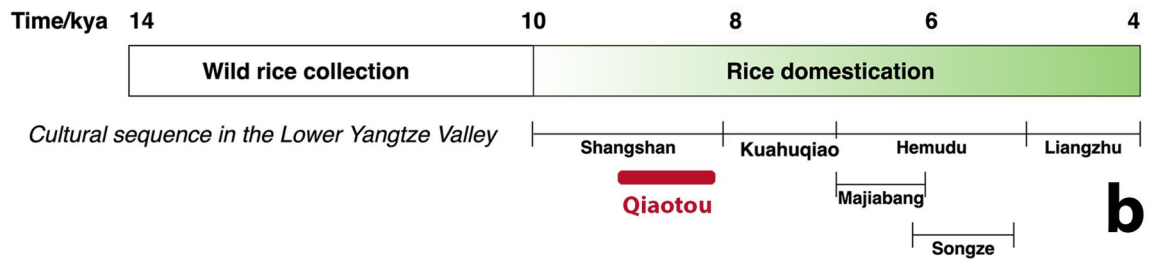 Time/kya 14 10 8 6 4
Wild rice collection Rice domestication
Cultural sequence in the Lower Yangtze Valley
Shangshan Kuahuqiao Hemudu Liangzhu
Majiabang
Qiaotou
b
Songze